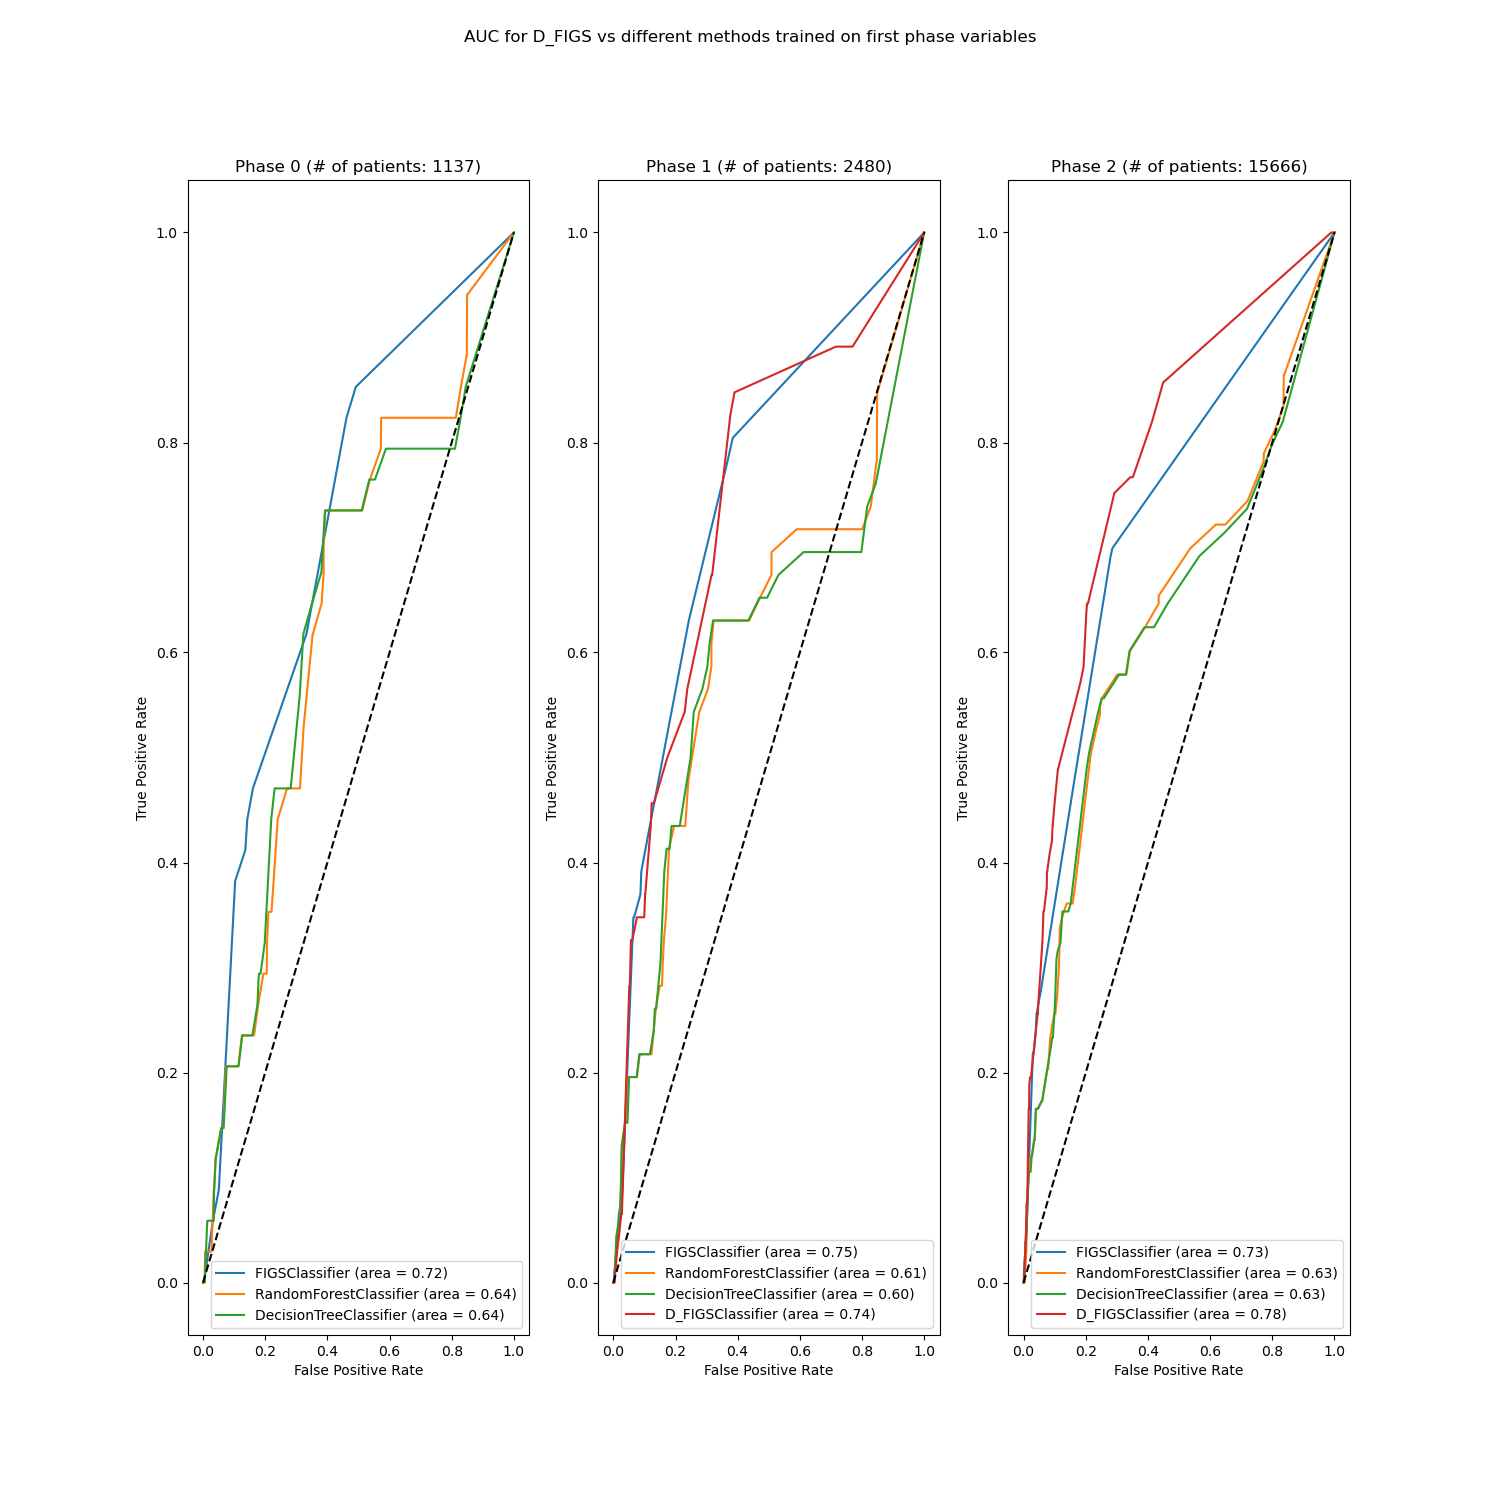 AUC for D_FIGS vs different methods trained on first phase variables
Phase 0 (# of patients: 1137)
1.0
0.8
0.6
0.4
0.2
0.0
True Positive Rate
FIGSClassifier (area = 0.72)
RandomForestClassifier (area = 0.64)
DecisionTreeClassifier (area = 0.64)
0.0 0.2 0.4 0.6 0.8 1.0
False Positive Rate
Phase 1 (# of patients: 2480)
1.0
0.8
0.6
0.4
0.2
0.0
True Positive Rate
FIGSClassifier (area = 0.75)
RandomForestClassifier (area = 0.61)
DecisionTreeClassifier (area = 0.60)
D_FIGSClassifier (area = 0.74)
0.0 0.2 0.4 0.6 0.8 1.0
False Positive Rate
Phase 2 (# of patients: 15666)
1.0
0.8
0.6
0.4
0.2
0.0
True Positive Rate
FIGSClassifier (area = 0.73)
RandomForestClassifier (area = 0.63)
DecisionTreeClassifier (area = 0.63)
D_FIGSClassifier (area = 0.78)
0.0 0.2 0.4 0.6 0.8 1.0
False Positive Rate